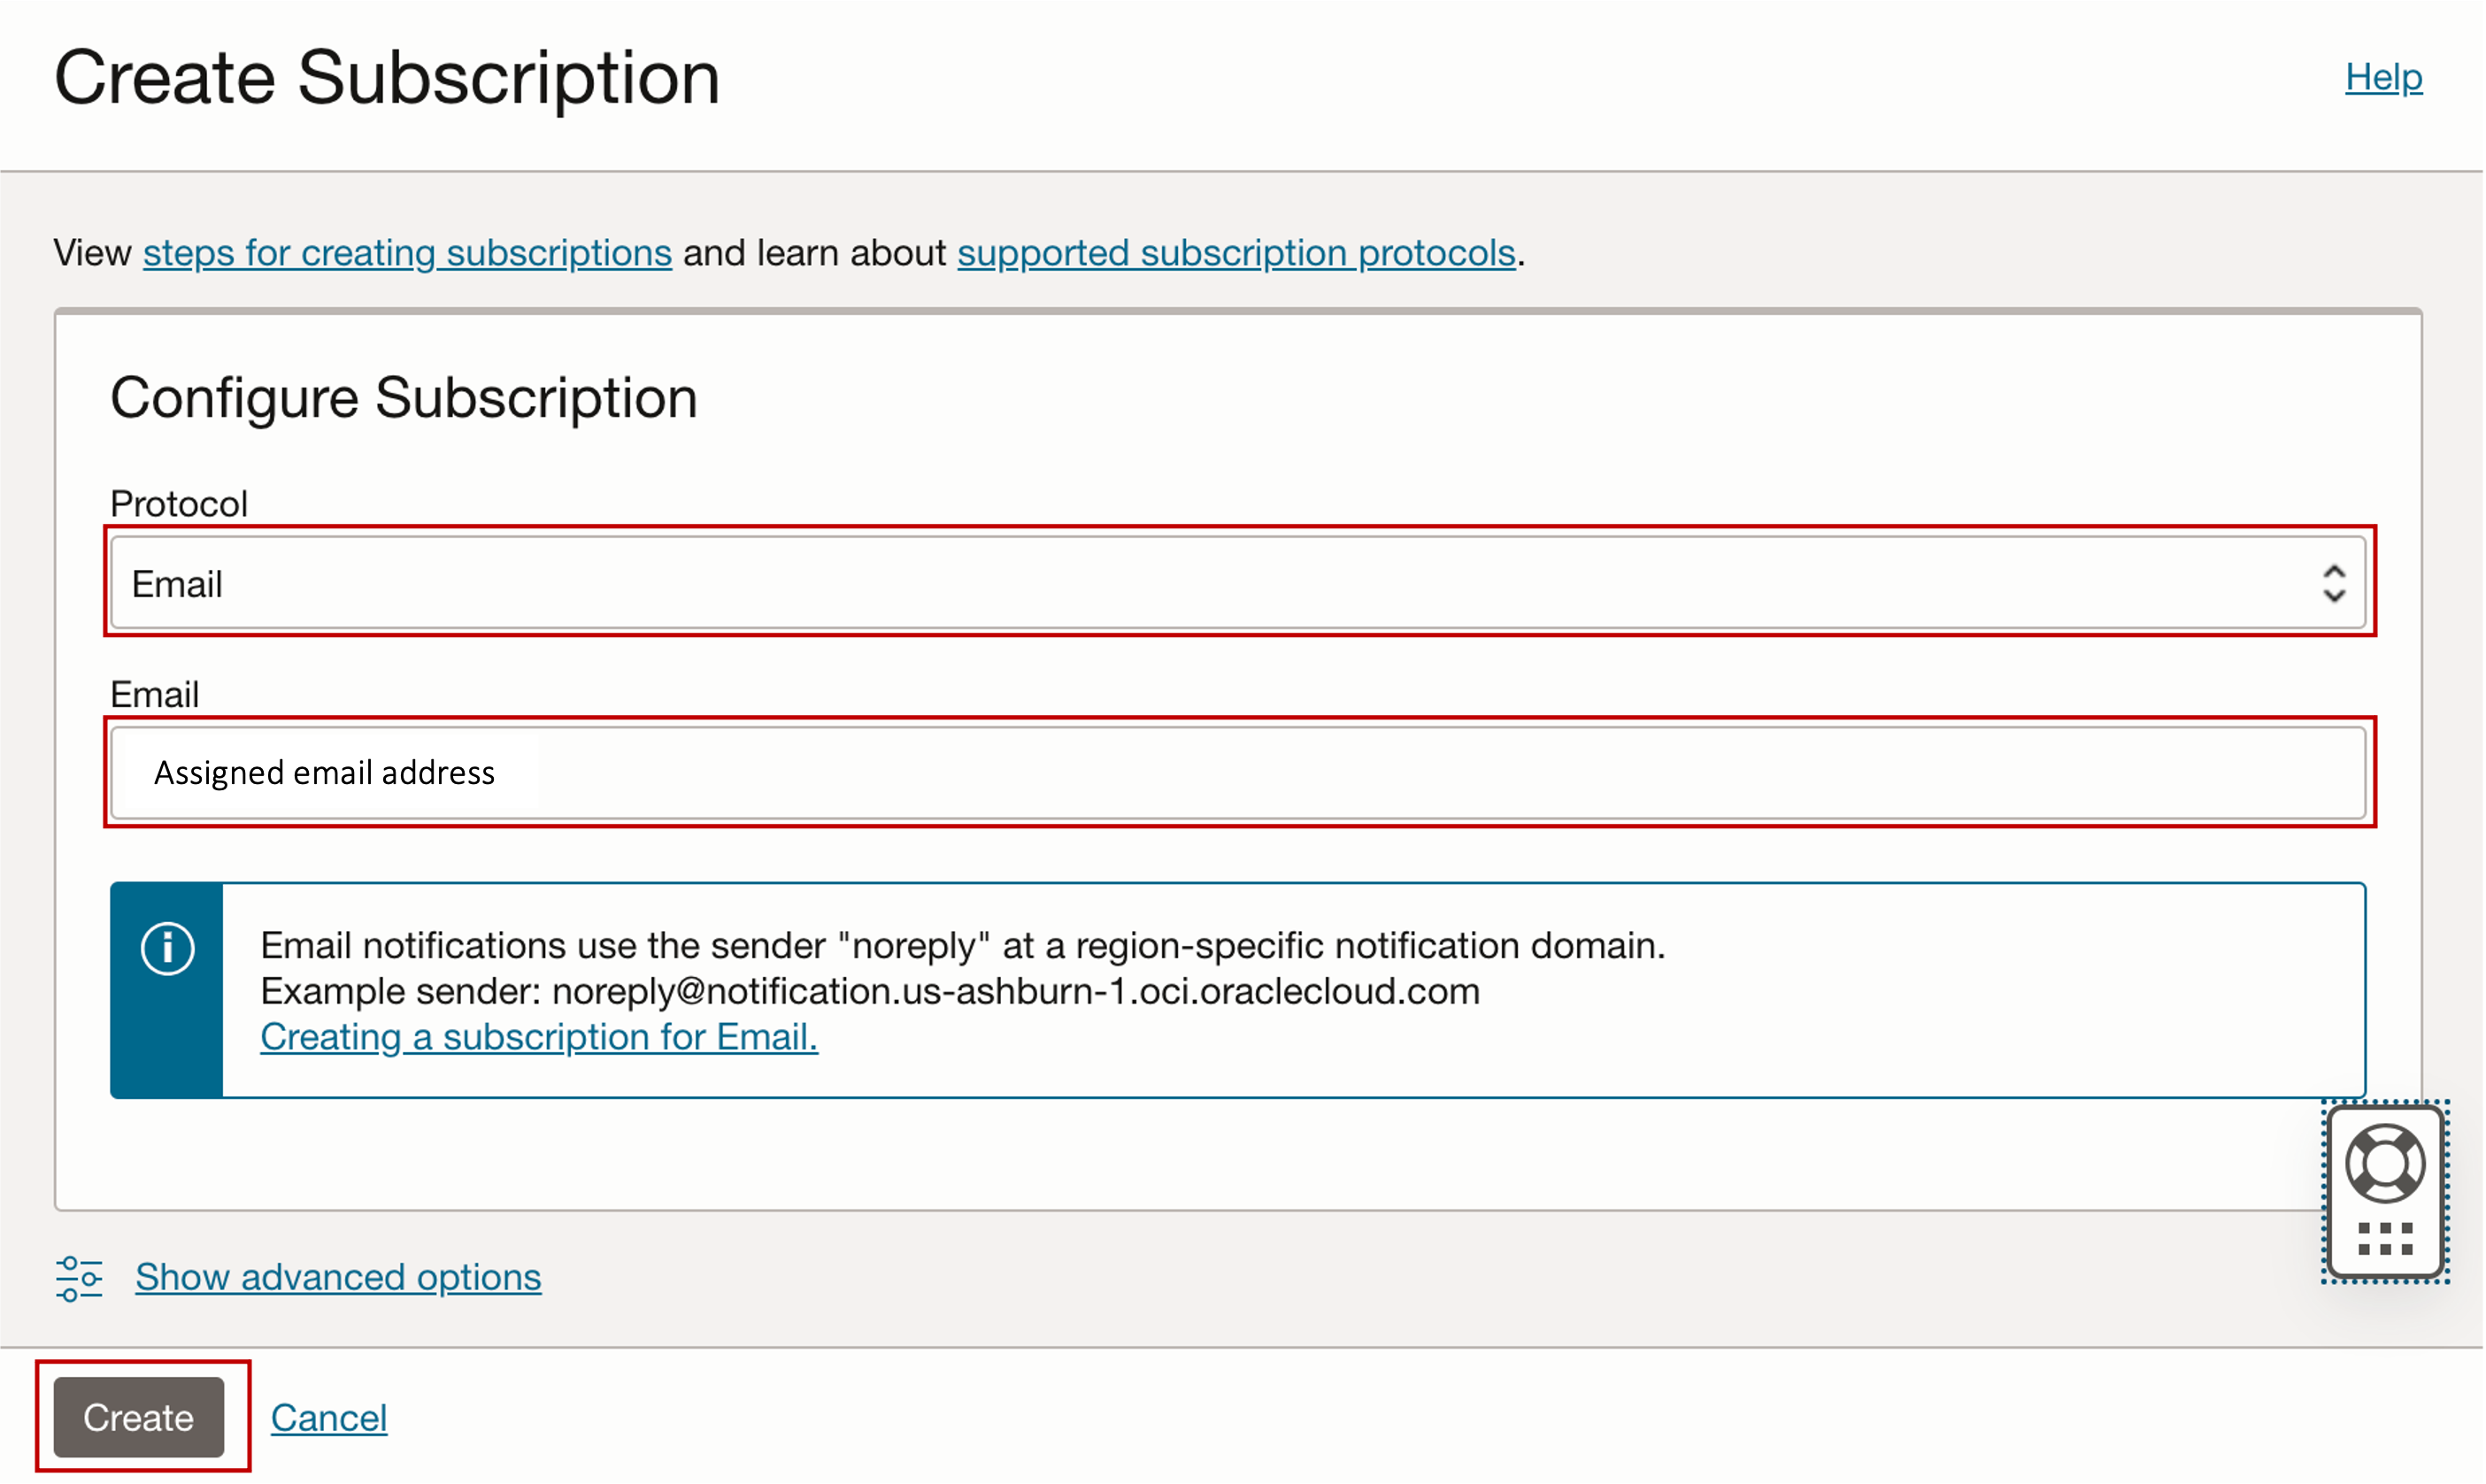 Create Subscription
Help
View steps for creating subscriptions and learn about supported subscription protocols.
Configure Subscription
Protocol
Email
Email
Assigned email address
Email notifications use the sender "noreply" at a region-specific notification domain.
Example sender: noreply@notification.us-ashburn-1.oci.oraclecloud.com
Creating a subscription for Email.
Show advanced options
Create
Cancel